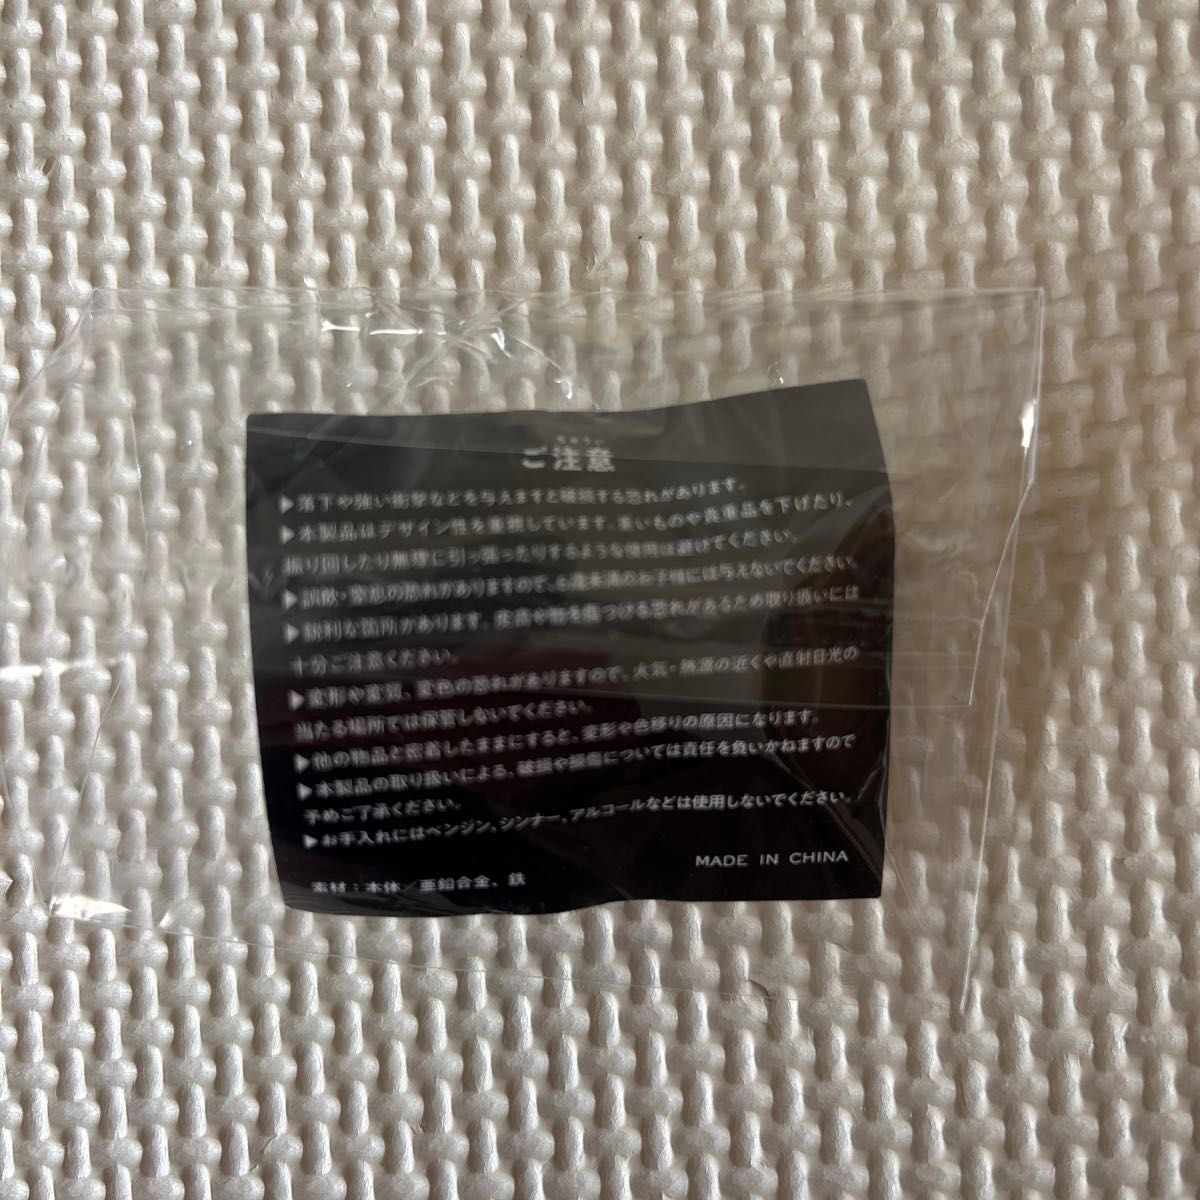 ちゅうい
ご注意
▶落下や強い衝撃などを与えますと破損する恐れがあります。
▶本製品はデザイン性を重視しています。重いものや貴重品を下げたり、
振り回したり無理に引っ張ったりするような使用は避けてください。
▶誤飲・窒息の恐れがありますので、6歳未満のお子様には与えないでください。
▶鋭利な箇所があります。皮膚や物を傷つける恐れがあるため取り扱いには
十分ご注意ください。
▶変形や変質、変色の恐れがありますので、火気・熱源の近くや直射日光の
当たる場所では保管しないでください。
▶他の物品と密着したままにすると、変形や色移りの原因になります。
▶本製品の取り扱いによる、破損や損傷については責任を負いかねますので
予めご了承ください。
▶お手入れにはベンジン、シンナー、アルコールなどは使用しないでください。
MADE IN CHINA
素材：本体／亜鉛合金、鉄